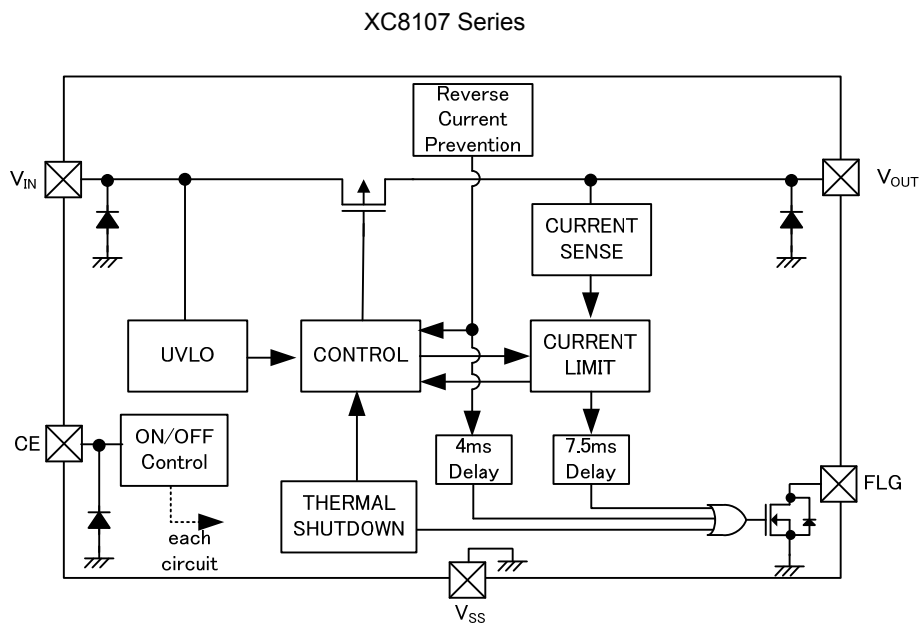 XC8107 Series
Reverse
Current
Prevention
VIN
VOUT
CURRENT
SENSE
UVLO
CONTROL
CURRENT
LIMIT
CE
ON/OFF
Control
4ms
Delay
7.5ms
Delay
FLG
THERMAL
SHUTDOWN
each
circuit
VSS